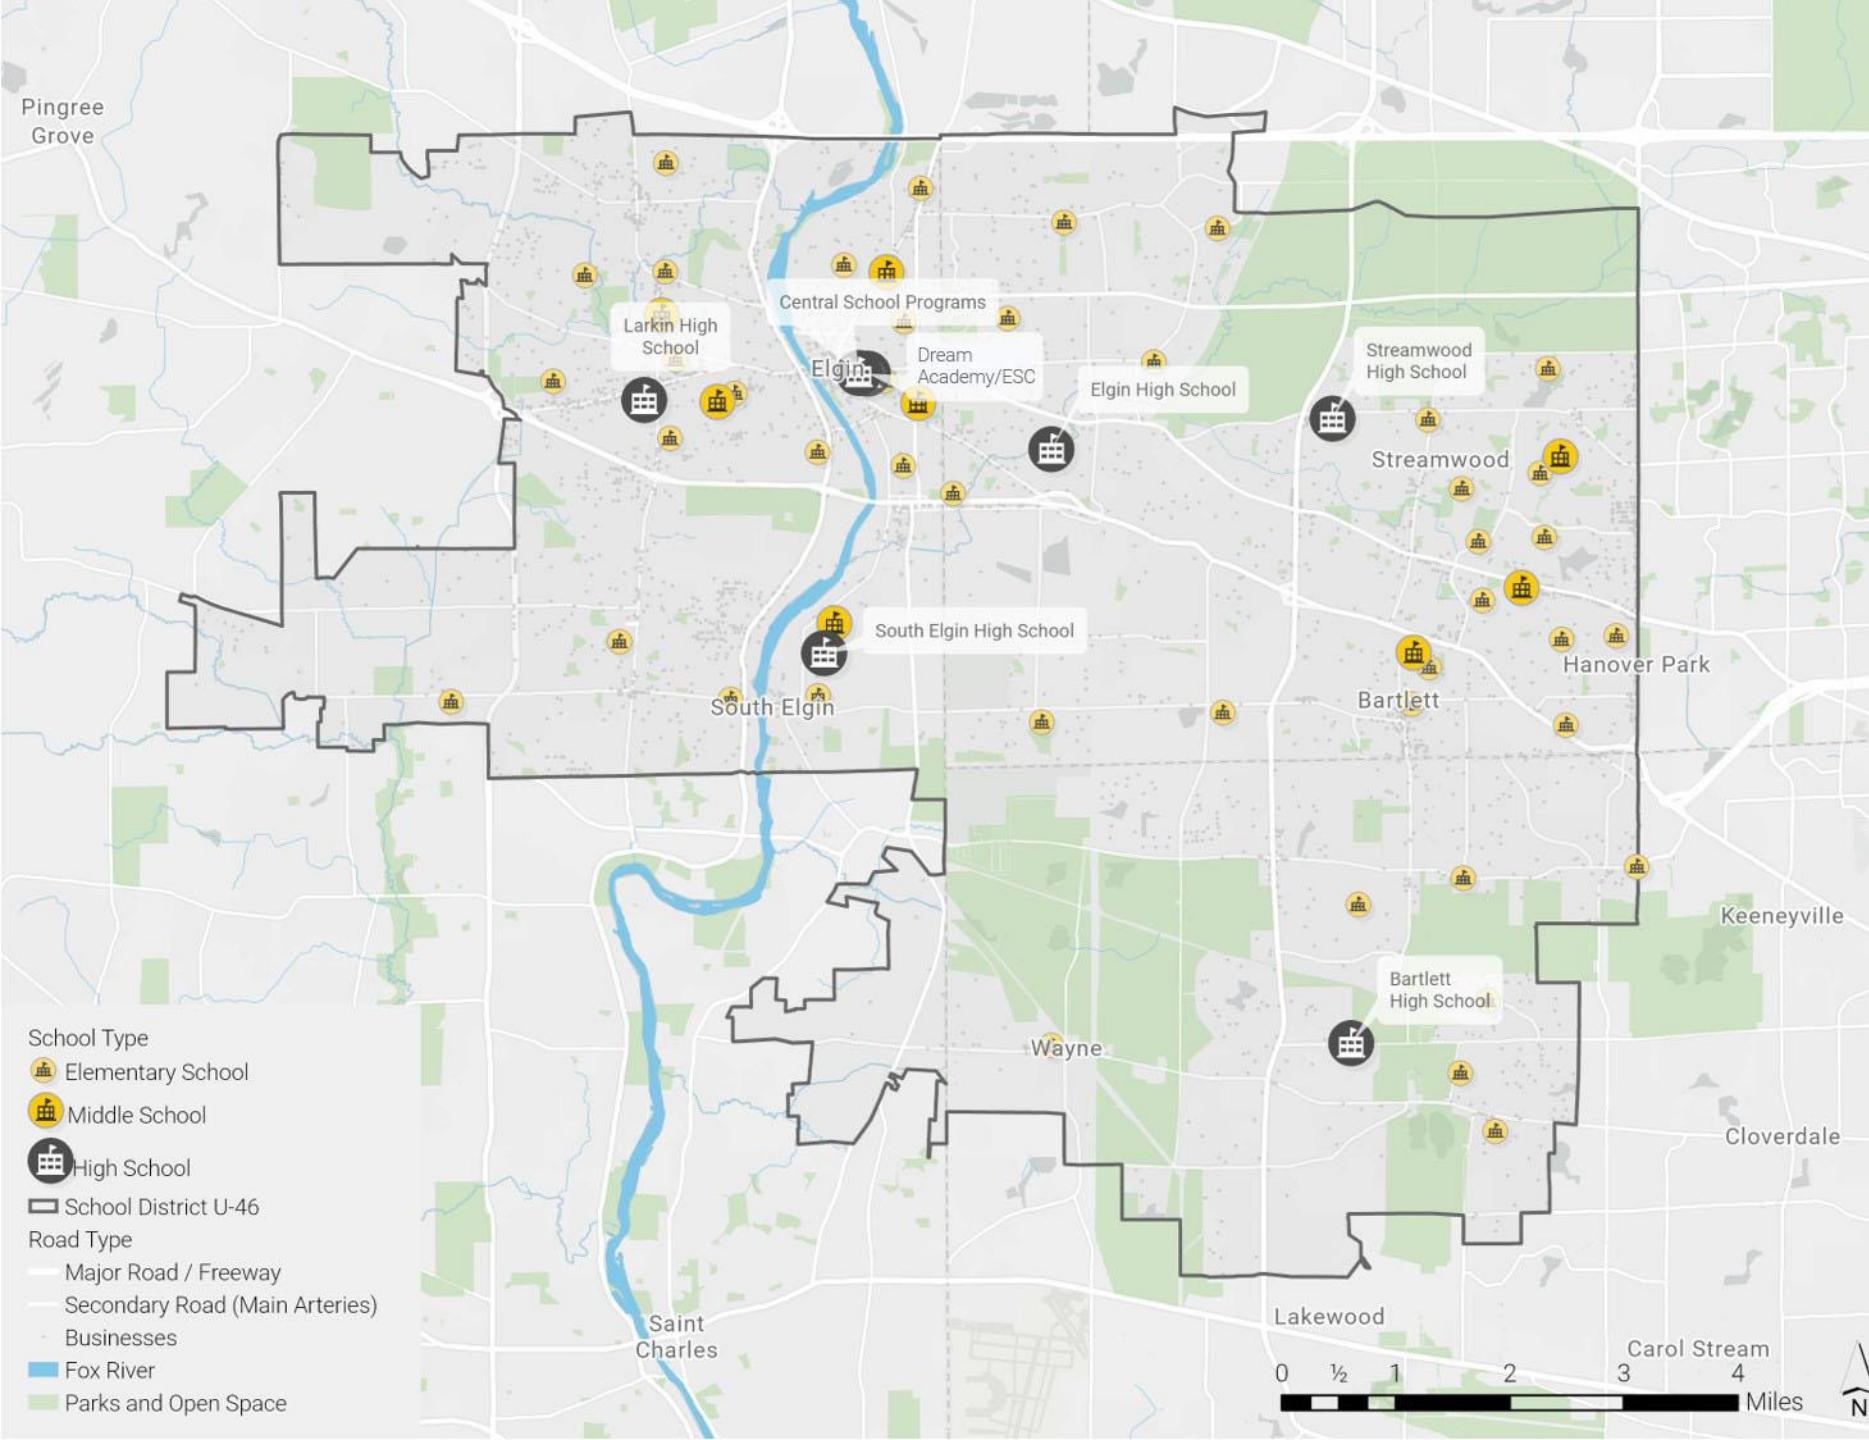 Pingree
Grove
Central School Programs
Larkin High
School
Elgin
Dream
Academy/ESC
Elgin High School
Streamwood
High School
Streamwood
South Elgin High School
Hanover Park
South Elgin
Bartlett
Keeneyville
Bartlett
High School
Wayne
Cloverdale
School Type
Elementary School
Middle School
High School
School District U-46
Road Type
Major Road / Freeway
Secondary Road (Main Arteries)
Businesses
Fox River
Parks and Open Space
Saint
Charles
Lakewood
Carol Stream
0 ½ 1 2 3 4
Miles
N